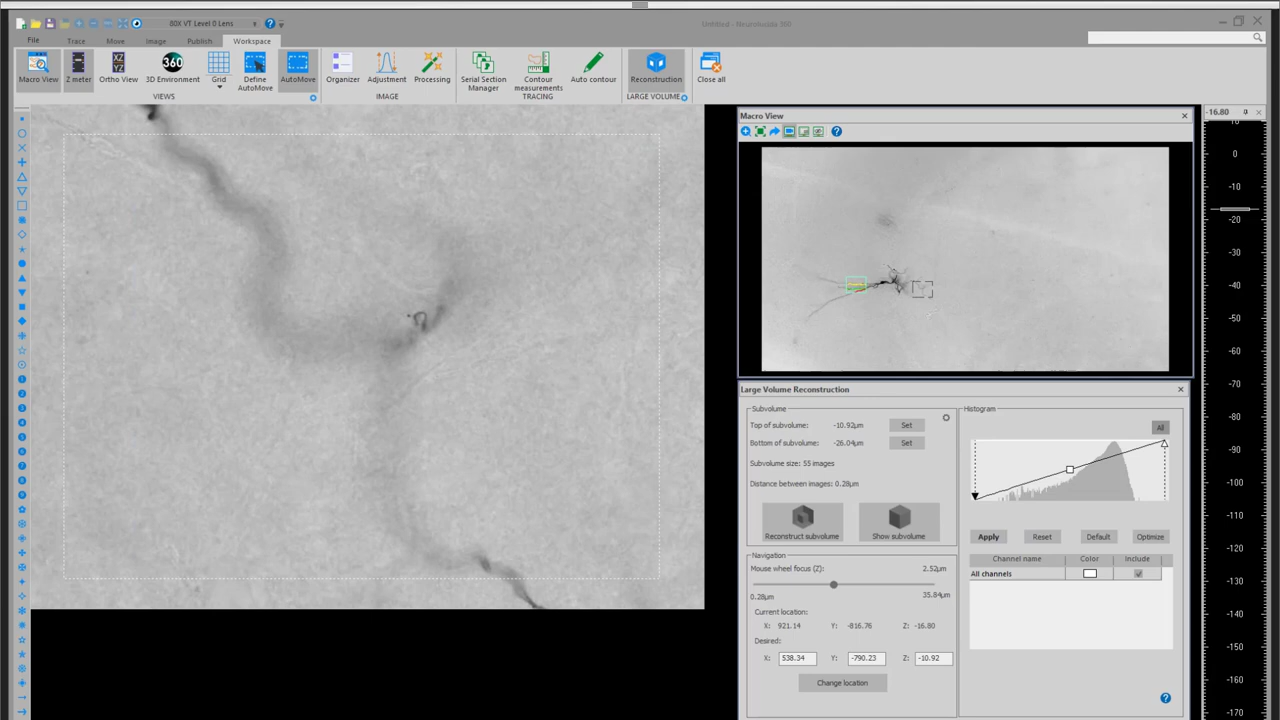 80X VT Level 0 Lens
Untitled - Neurolucida 360
File Trace Move Image Publish Workspace
Macro View Z meter Ortho View 3D Environment Grid Define AutoMove AutoMove Organizer Adjustment Processing Serial Section Manager Contour measurements Auto contour Reconstruction Close all
XZ
YZ
360
VIEWS IMAGE TRACING LARGE VOLUME
Macro View
-16.80
10
0
-10
-20
-30
-40
-50
-60
-70
-80
-90
-100
-110
-120
-130
-140
-150
-160
-170
Large Volume Reconstruction
Subvolume
Top of subvolume: -10.92µm Set
Bottom of subvolume: -26.04µm Set
Subvolume size: 55 images
Distance between images: 0.28µm
Reconstruct subvolume Show subvolume
Navigation
Mouse wheel focus (Z): 2.52µm
0.28µm 35.84µm
Current location:
X: 921.14 Y: -816.76 Z: -16.80
Desired:
X: 538.34 Y: -790.23 Z: -10.92
Change location
Histogram
All
Apply Reset Default Optimize
Channel name Color Include
All channels